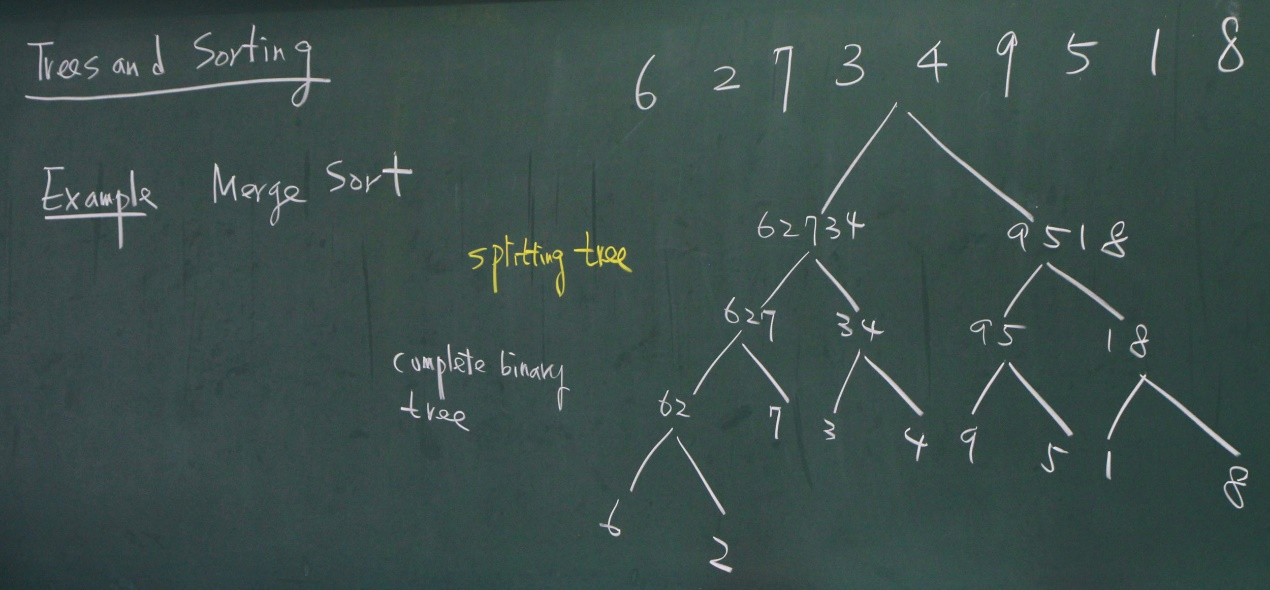 Trees and Sorting
6 2 7 3 4 9 5 1 8
Example Merge Sort
62734 9518
splitting tree
627 34 95 18
complete binary
tree
62 7 3 4 9 5 1 8
6 2